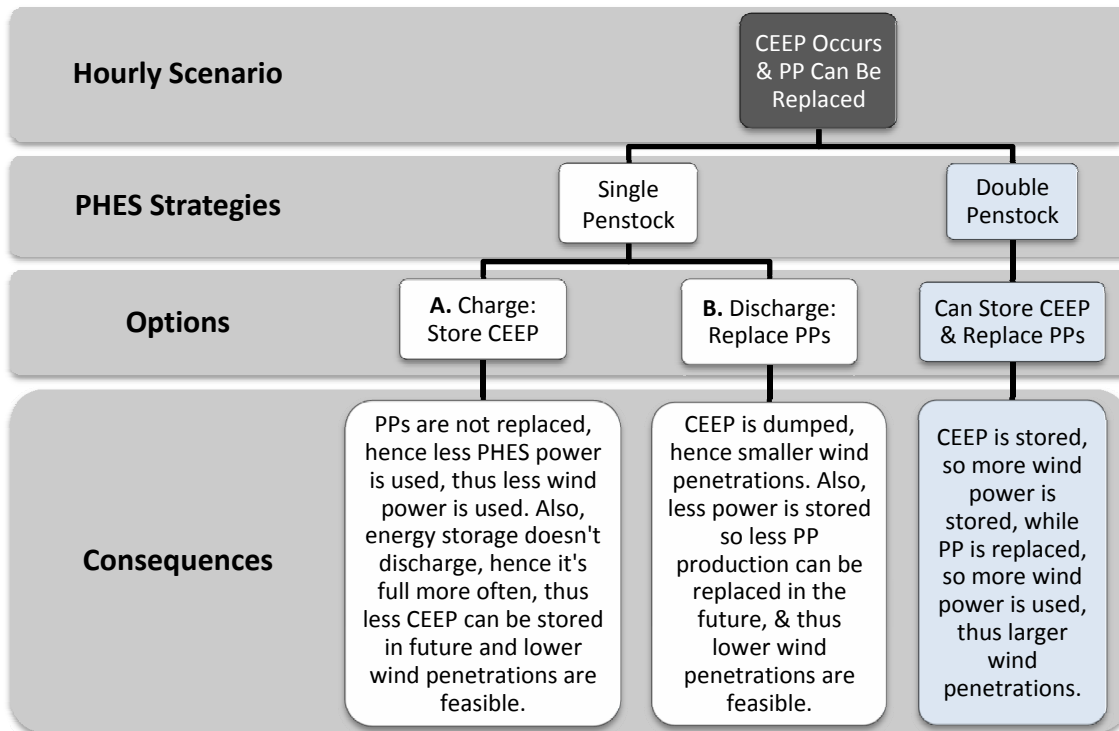 Hourly Scenario
CEEP Occurs
& PP Can Be
Replaced
PHES Strategies
Single
Penstock
Double
Penstock
Options
A. Charge:
Store CEEP
B. Discharge:
Replace PPs
Can Store CEEP
& Replace PPs
Consequences
PPs are not replaced,
hence less PHES power
is used, thus less wind
power is used. Also,
energy storage doesn't
discharge, hence it's
full more often, thus
less CEEP can be stored
in future and lower
wind penetrations are
feasible.
CEEP is dumped,
hence smaller wind
penetrations. Also,
less power is stored
so less PP
production can be
replaced in the
future, & thus
lower wind
penetrations are
feasible.
CEEP is stored,
so more wind
power is
stored, while
PP is replaced,
so more wind
power is used,
thus larger
wind
penetrations.